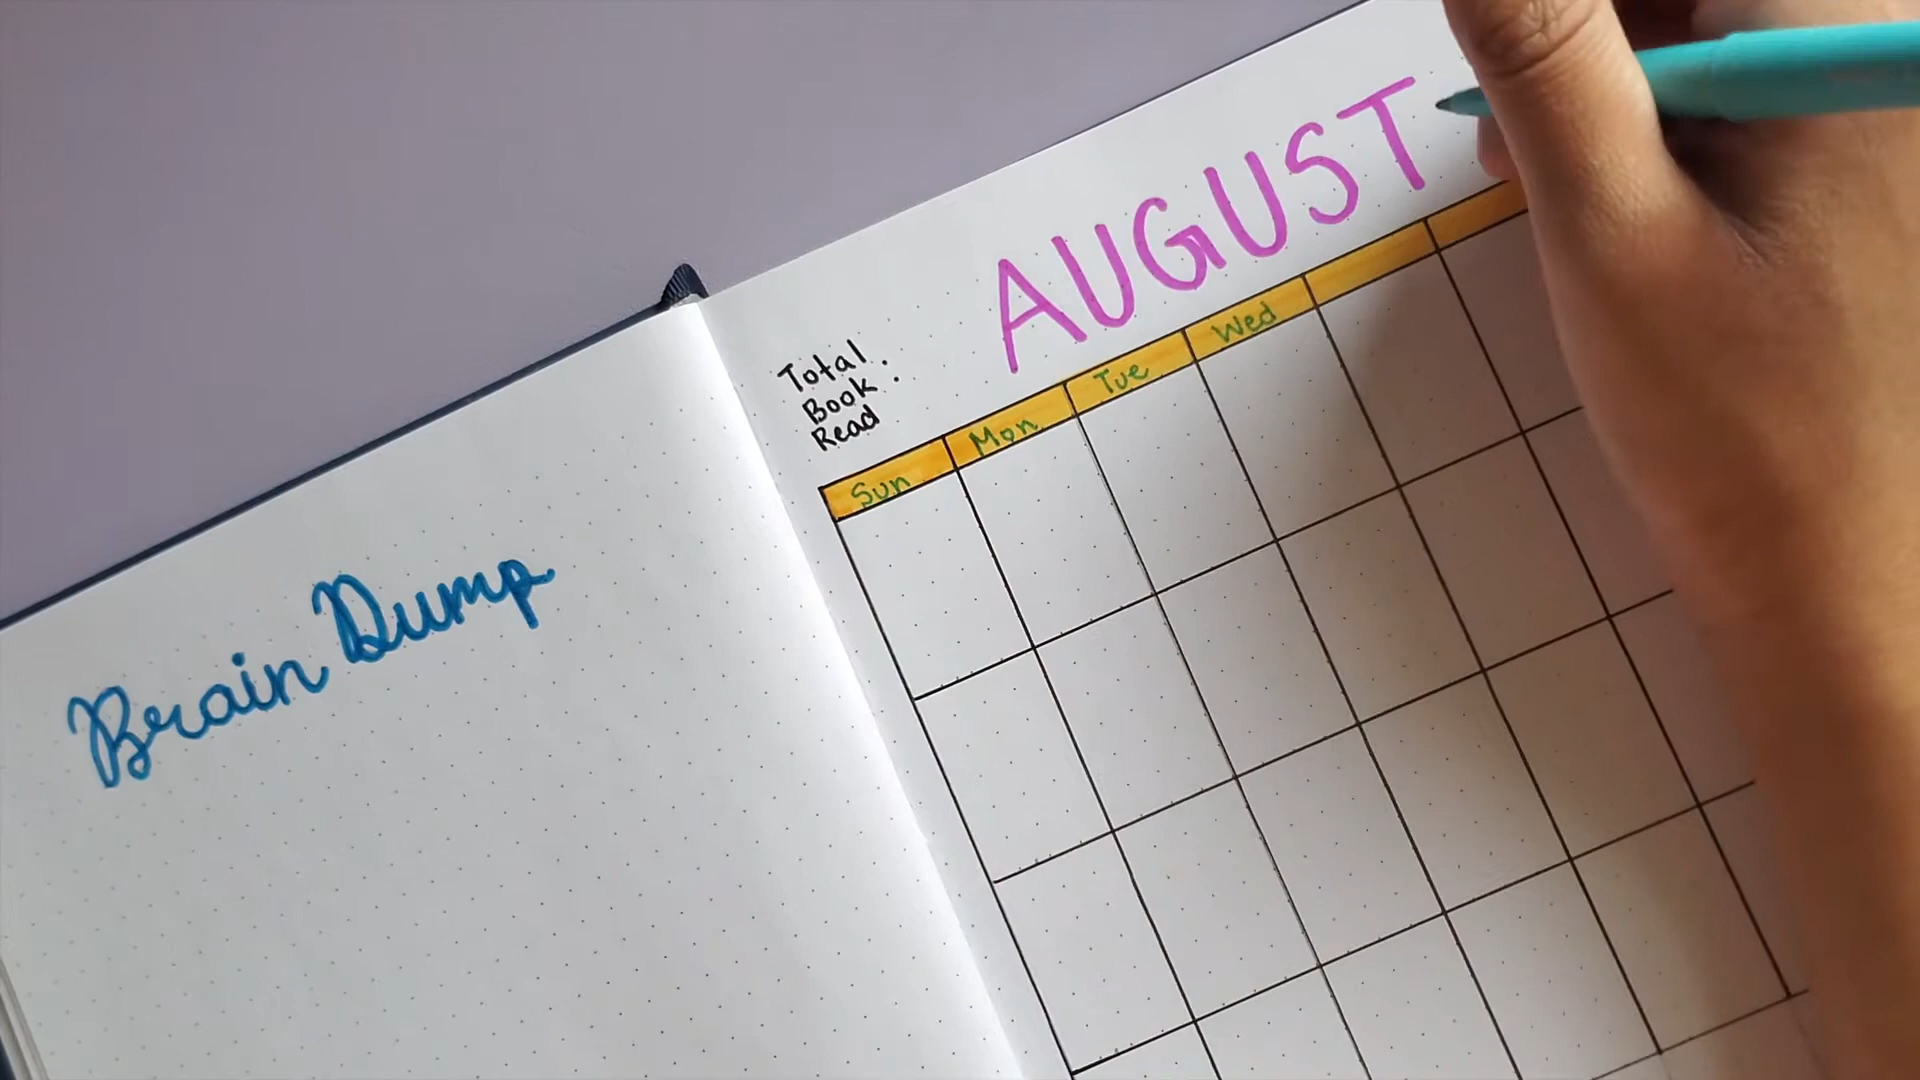 Brain Dump
AUGUST
Total.
Book.
Read
Sun Mon Tue Wed